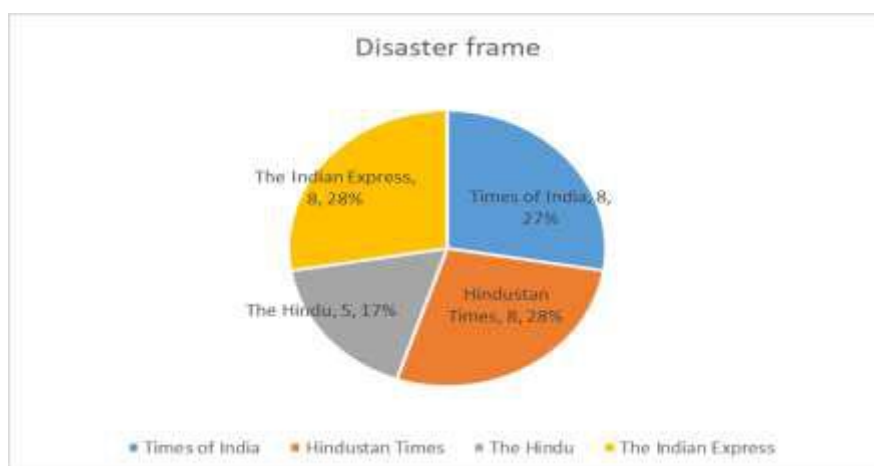 Disaster frame
The Indian Express,
8, 28%
Times of India, 8,
27%
Hindustan
Times, 8, 28%
The Hindu, 5, 17%
Times of India Hindustan Times The Hindu The Indian Express